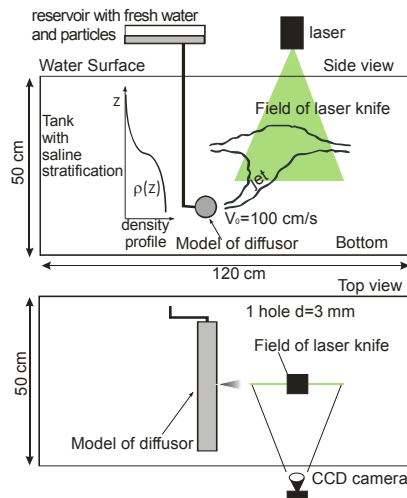 reservoir with fresh water
and particles
laser
Water Surface
Side view
z
Tank
with
saline
stratification
Field of laser knife
ρ(z)
jet
V₀=100 cm/s
density
profile
Model of diffusor
Bottom
50 cm
120 cm
Top view
1 hole d=3 mm
Field of laser knife
50 cm
Model of diffusor
CCD camera